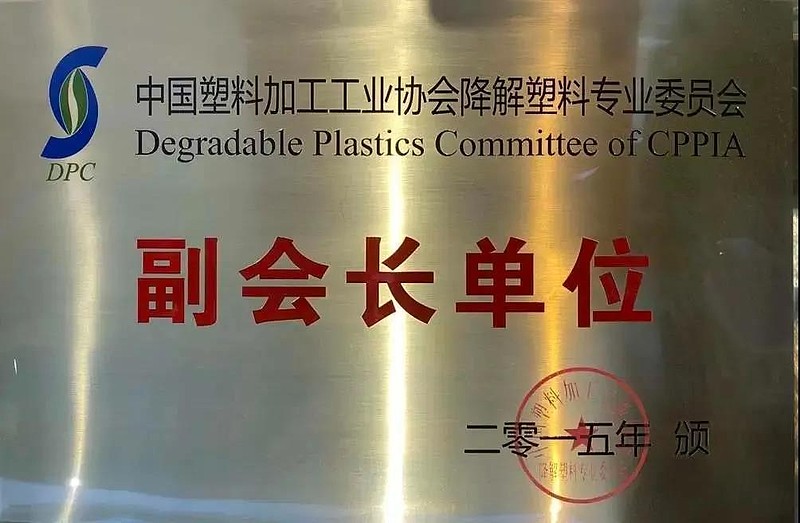 中国塑料加工工业协会降解塑料专业委员会
Degradable Plastics Committee of CPPIA
DPC
副会长单位
二零一五年 颁